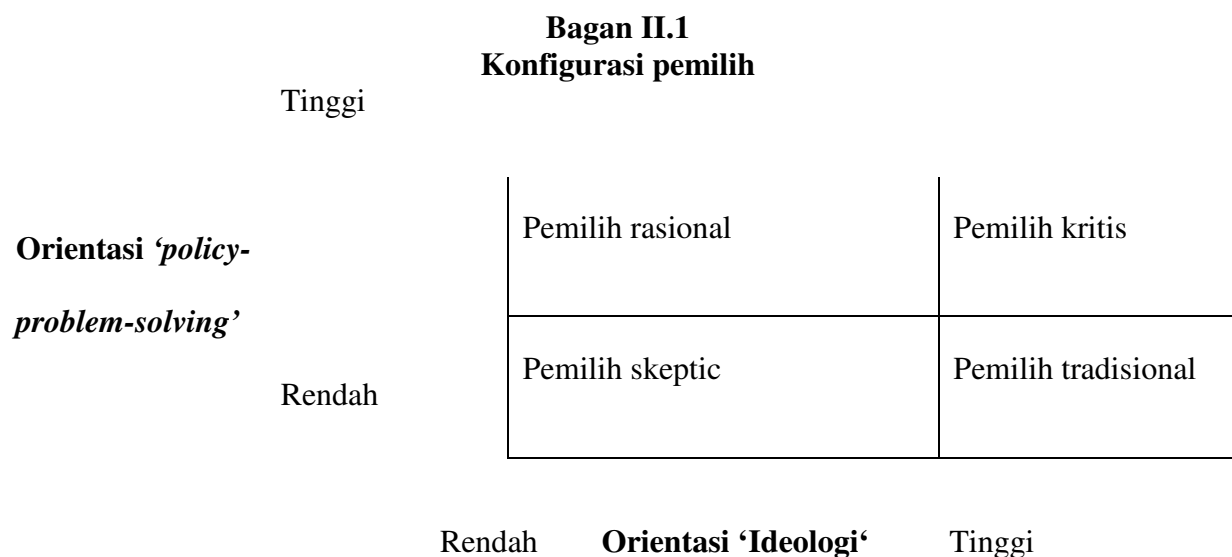 Bagan II.1
Konfigurasi pemilih
Tinggi
Pemilih rasional
Pemilih kritis
Orientasi ‘policy-
problem-solving’
Pemilih skeptic
Pemilih tradisional
Rendah
Rendah Orientasi ‘Ideologi‘ Tinggi